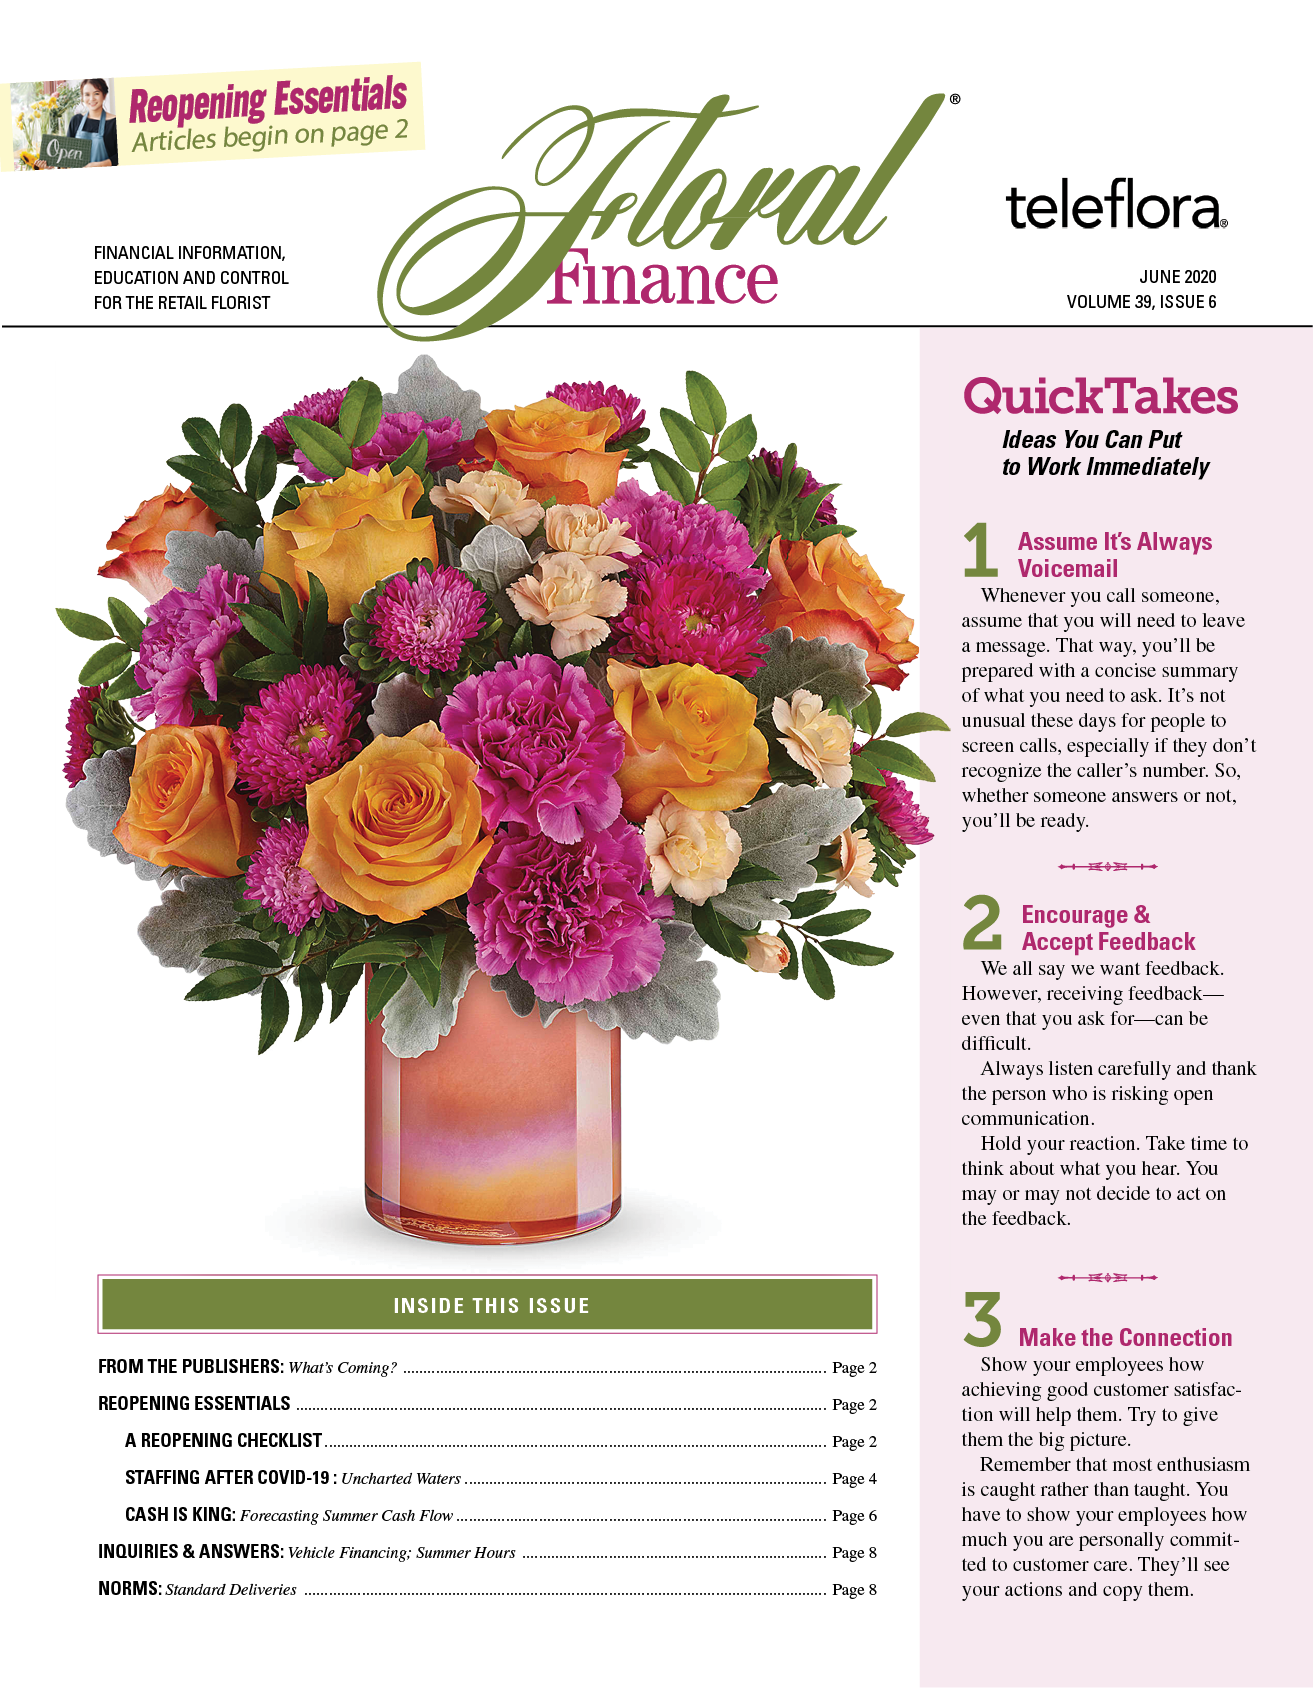 Reopening Essentials
Articles begin on page 2
Open
Floral®
Finance
teleflora®
FINANCIAL INFORMATION,
EDUCATION AND CONTROL
FOR THE RETAIL FLORIST
JUNE 2020
VOLUME 39, ISSUE 6
INSIDE THIS ISSUE
FROM THE PUBLISHERS: What's Coming? ........ Page 2
REOPENING ESSENTIALS ........ Page 2
A REOPENING CHECKLIST ........ Page 2
STAFFING AFTER COVID-19 : Uncharted Waters ........ Page 4
CASH IS KING: Forecasting Summer Cash Flow ........ Page 6
INQUIRIES & ANSWERS: Vehicle Financing; Summer Hours ........ Page 8
NORMS: Standard Deliveries ........ Page 8
QuickTakes
Ideas You Can Put
to Work Immediately
1 Assume It's Always
Voicemail
Whenever you call someone,
assume that you will need to leave
a message. That way, you'll be
prepared with a concise summary
of what you need to ask. It's not
unusual these days for people to
screen calls, especially if they don't
recognize the caller's number. So,
whether someone answers or not,
you'll be ready.
2 Encourage &
Accept Feedback
We all say we want feedback.
However, receiving feedback—
even that you ask for—can be
difficult.
Always listen carefully and thank
the person who is risking open
communication.
Hold your reaction. Take time to
think about what you hear. You
may or may not decide to act on
the feedback.
3 Make the Connection
Show your employees how
achieving good customer satisfac-
tion will help them. Try to give
them the big picture.
Remember that most enthusiasm
is caught rather than taught. You
have to show your employees how
much you are personally commit-
ted to customer care. They'll see
your actions and copy them.